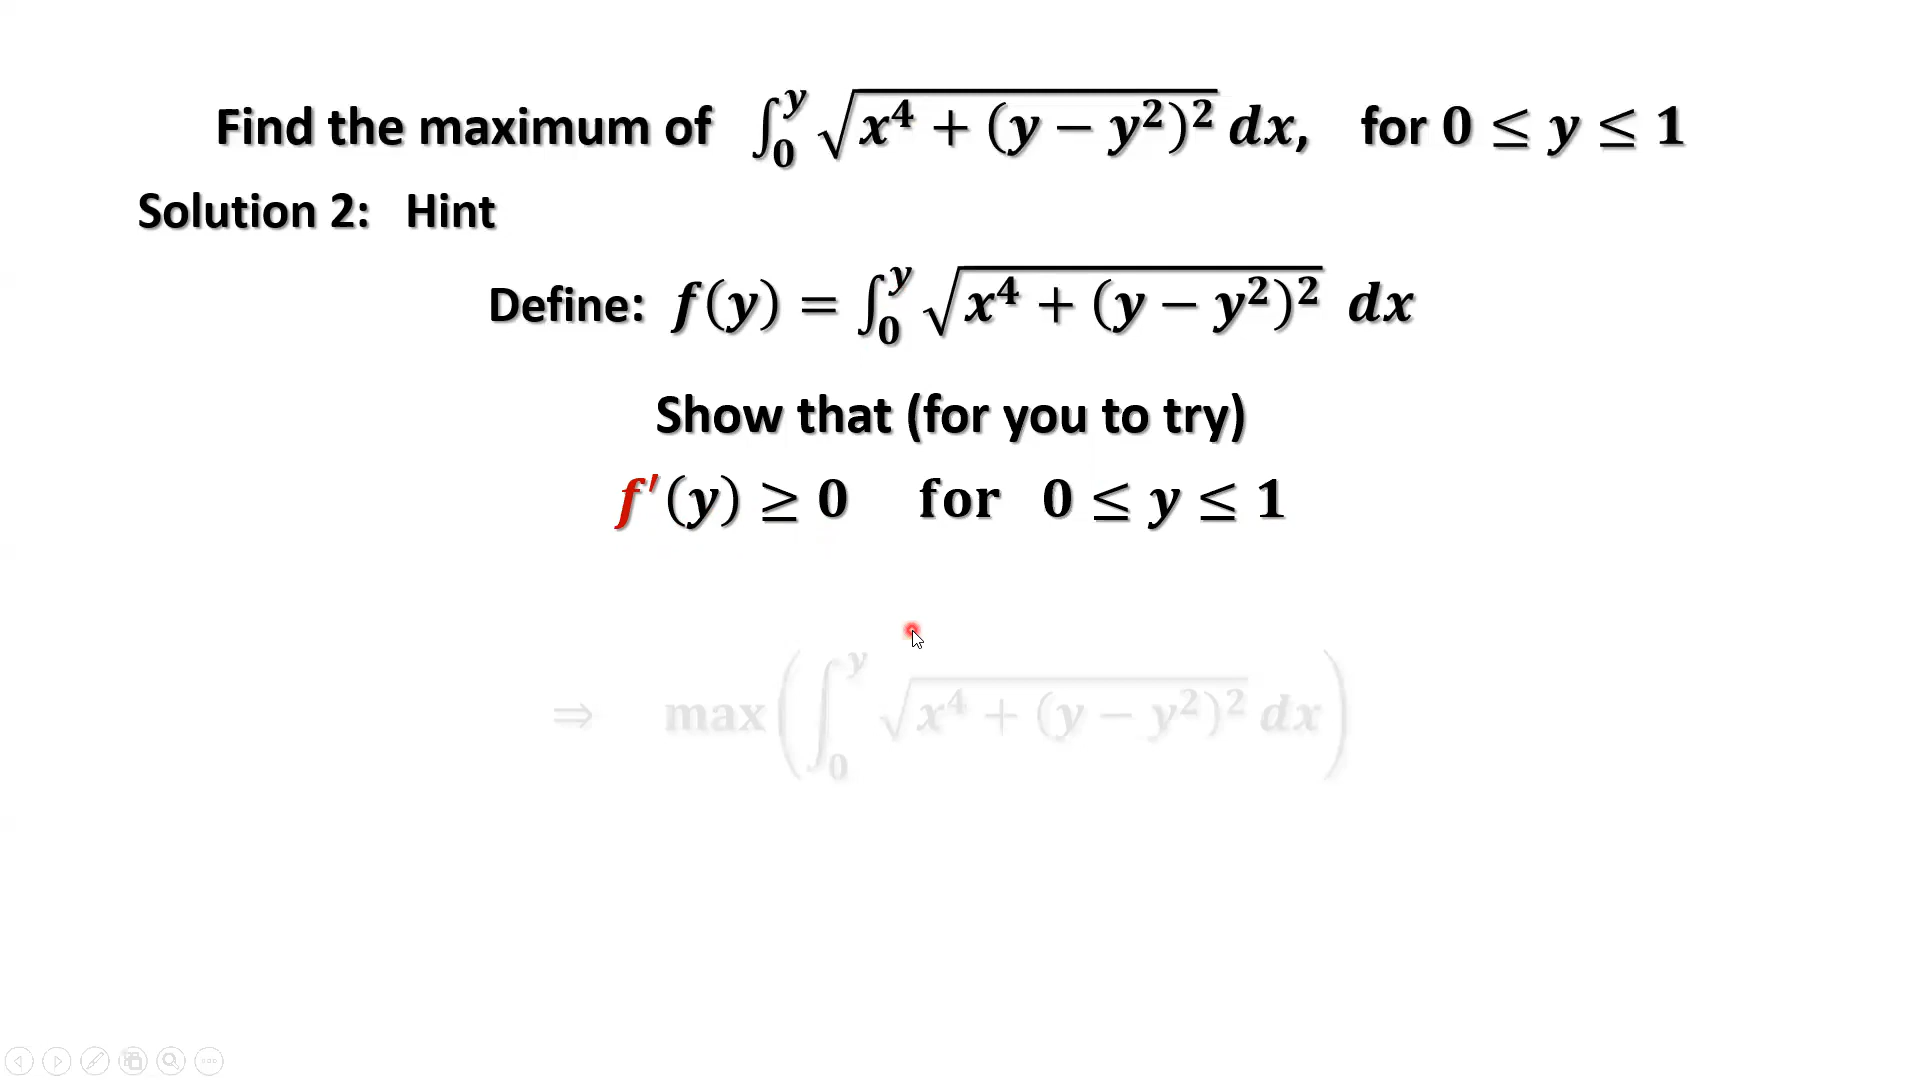 Find the maximum of ∫₀ʸ √(x⁴ + (y − y²)²) dx, for 0 ≤ y ≤ 1
Solution 2: Hint
Define: f(y) = ∫₀ʸ √(x⁴ + (y − y²)²) dx
Show that (for you to try)
f′(y) ≥ 0 for 0 ≤ y ≤ 1
⇒ max(∫₀ʸ √(x⁴ + (y − y²)²) dx)